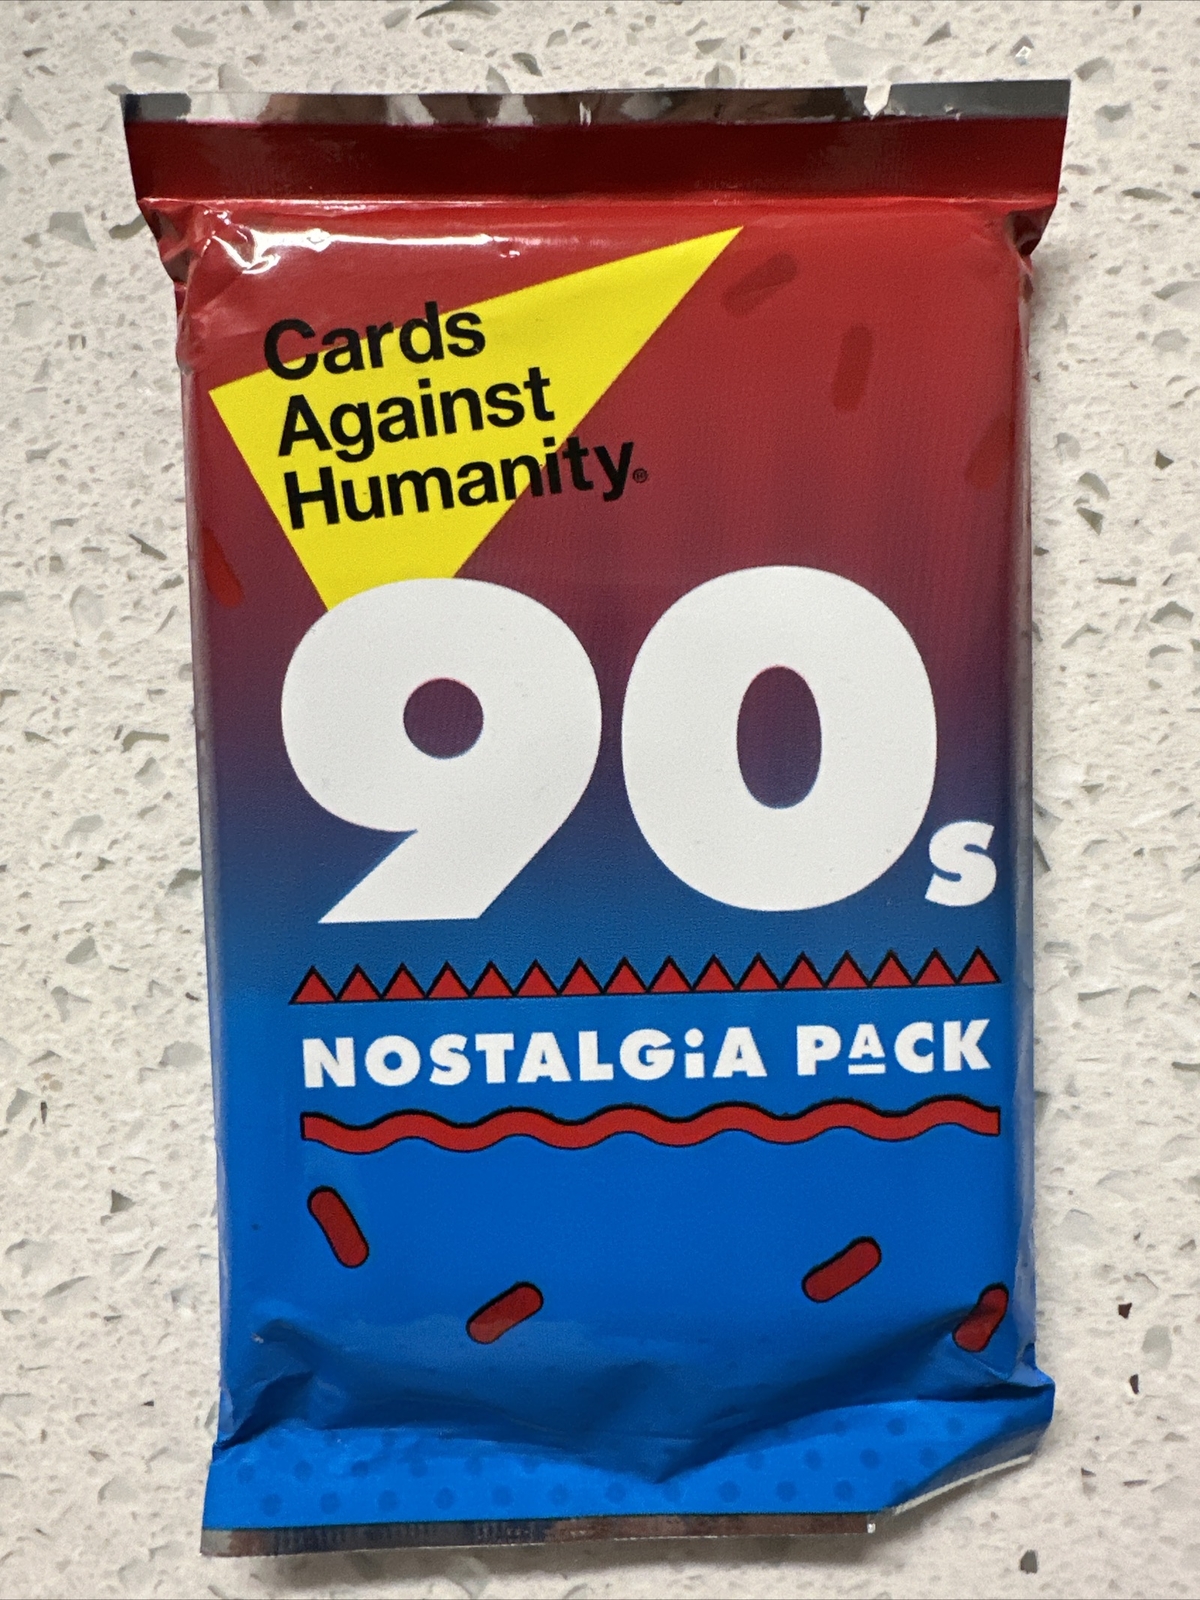 Cards
Against
Humanity®
90s
NOSTALGiA PACK